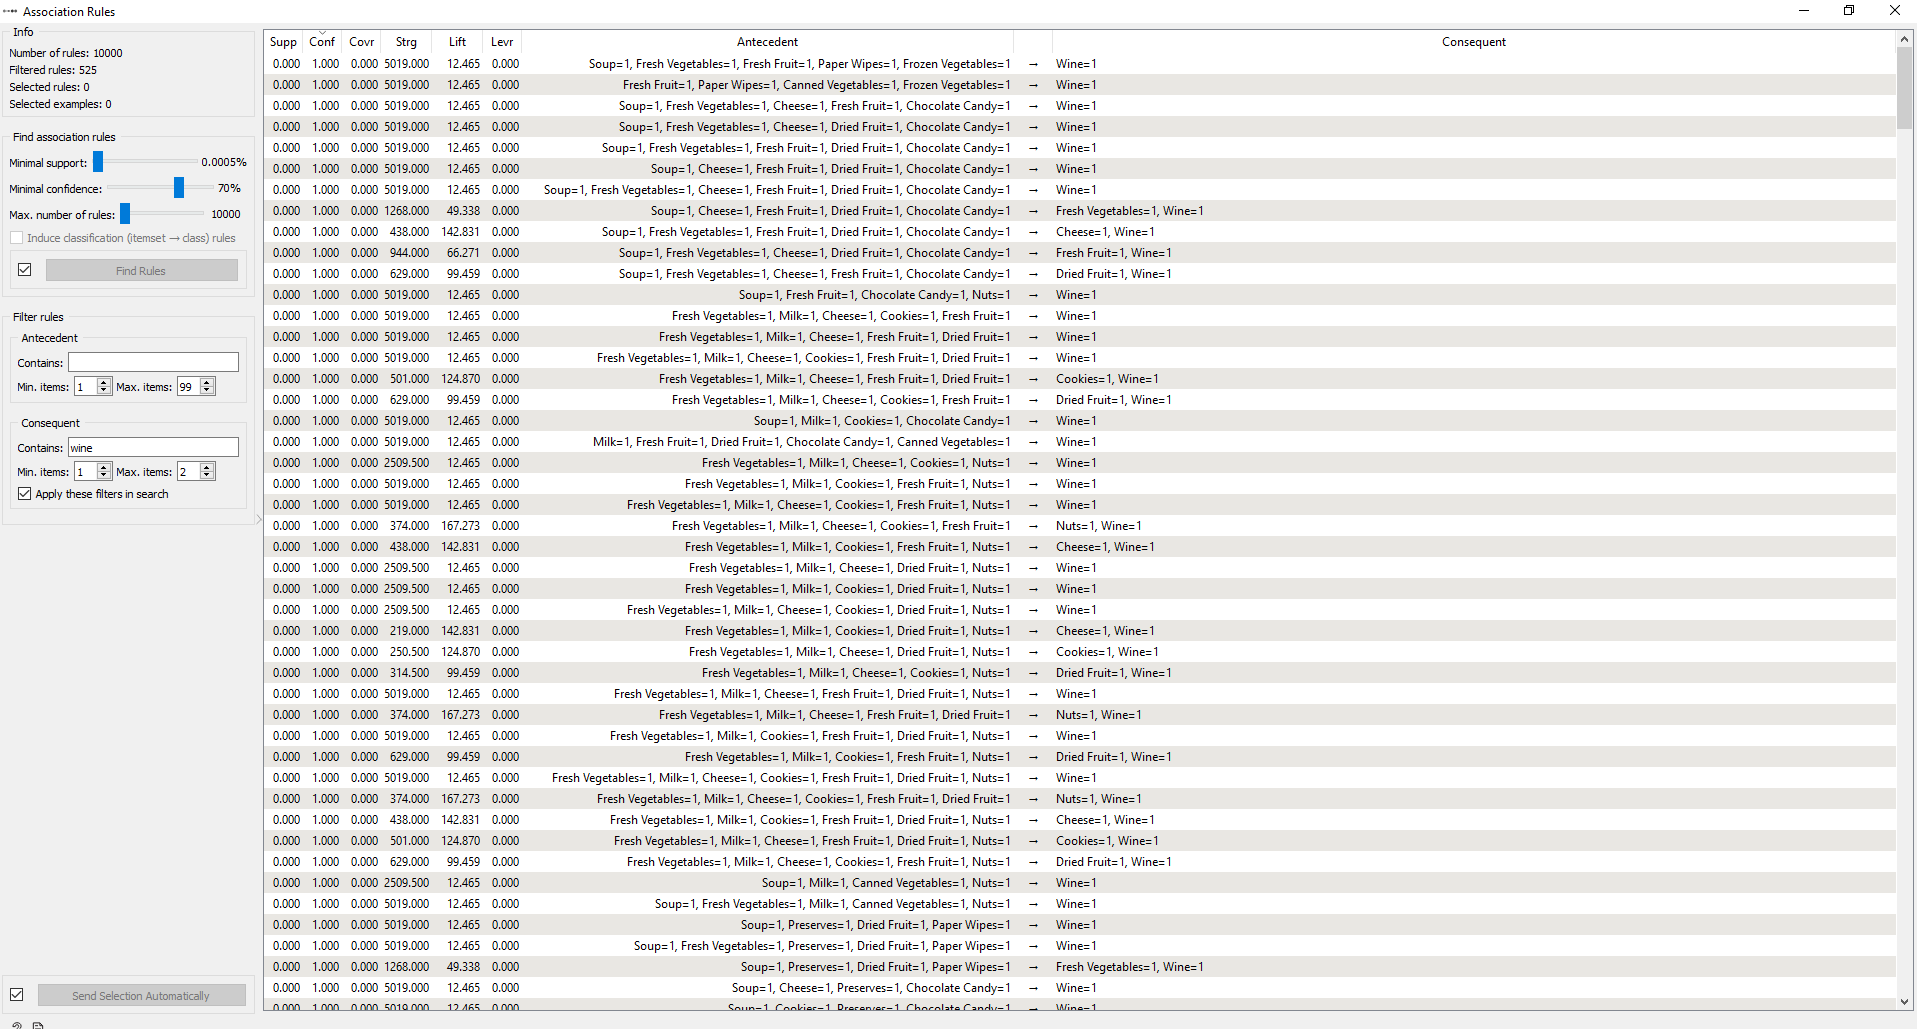 Association Rules
Info
Number of rules: 10000
Filtered rules: 525
Selected rules: 0
Selected examples: 0
Find association rules
Minimal support: 0.0005%
Minimal confidence: 70%
Max. number of rules: 10000
Induce classification (itemset → class) rules
Find Rules
Filter rules
Antecedent
Contains:
Min. items: 1 Max. items: 99
Consequent
Contains: wine
Min. items: 1 Max. items: 2
Apply these filters in search
Send Selection Automatically
Supp Conf Covr Strg Lift Levr Antecedent Consequent
0.000 1.000 0.000 5019.000 12.465 0.000 Soup=1, Fresh Vegetables=1, Fresh Fruit=1, Paper Wipes=1, Frozen Vegetables=1 → Wine=1
0.000 1.000 0.000 5019.000 12.465 0.000 Fresh Fruit=1, Paper Wipes=1, Canned Vegetables=1, Frozen Vegetables=1 → Wine=1
0.000 1.000 0.000 5019.000 12.465 0.000 Soup=1, Fresh Vegetables=1, Cheese=1, Fresh Fruit=1, Chocolate Candy=1 → Wine=1
0.000 1.000 0.000 5019.000 12.465 0.000 Soup=1, Fresh Vegetables=1, Cheese=1, Dried Fruit=1, Chocolate Candy=1 → Wine=1
0.000 1.000 0.000 5019.000 12.465 0.000 Soup=1, Fresh Vegetables=1, Fresh Fruit=1, Dried Fruit=1, Chocolate Candy=1 → Wine=1
0.000 1.000 0.000 5019.000 12.465 0.000 Soup=1, Cheese=1, Fresh Fruit=1, Dried Fruit=1, Chocolate Candy=1 → Wine=1
0.000 1.000 0.000 5019.000 12.465 0.000 Soup=1, Fresh Vegetables=1, Cheese=1, Fresh Fruit=1, Dried Fruit=1, Chocolate Candy=1 → Wine=1
0.000 1.000 0.000 1268.000 49.338 0.000 Soup=1, Cheese=1, Fresh Fruit=1, Dried Fruit=1, Chocolate Candy=1 → Fresh Vegetables=1, Wine=1
0.000 1.000 0.000 438.000 142.831 0.000 Soup=1, Fresh Vegetables=1, Fresh Fruit=1, Dried Fruit=1, Chocolate Candy=1 → Cheese=1, Wine=1
0.000 1.000 0.000 944.000 66.271 0.000 Soup=1, Fresh Vegetables=1, Cheese=1, Dried Fruit=1, Chocolate Candy=1 → Fresh Fruit=1, Wine=1
0.000 1.000 0.000 629.000 99.459 0.000 Soup=1, Fresh Vegetables=1, Cheese=1, Fresh Fruit=1, Chocolate Candy=1 → Dried Fruit=1, Wine=1
0.000 1.000 0.000 5019.000 12.465 0.000 Soup=1, Fresh Fruit=1, Chocolate Candy=1, Nuts=1 → Wine=1
0.000 1.000 0.000 5019.000 12.465 0.000 Fresh Vegetables=1, Milk=1, Cheese=1, Cookies=1, Fresh Fruit=1 → Wine=1
0.000 1.000 0.000 5019.000 12.465 0.000 Fresh Vegetables=1, Milk=1, Cheese=1, Fresh Fruit=1, Dried Fruit=1 → Wine=1
0.000 1.000 0.000 5019.000 12.465 0.000 Fresh Vegetables=1, Milk=1, Cheese=1, Cookies=1, Fresh Fruit=1, Dried Fruit=1 → Wine=1
0.000 1.000 0.000 501.000 124.870 0.000 Fresh Vegetables=1, Milk=1, Cheese=1, Fresh Fruit=1, Dried Fruit=1 → Cookies=1, Wine=1
0.000 1.000 0.000 629.000 99.459 0.000 Fresh Vegetables=1, Milk=1, Cheese=1, Cookies=1, Fresh Fruit=1 → Dried Fruit=1, Wine=1
0.000 1.000 0.000 5019.000 12.465 0.000 Soup=1, Milk=1, Cookies=1, Chocolate Candy=1 → Wine=1
0.000 1.000 0.000 5019.000 12.465 0.000 Milk=1, Fresh Fruit=1, Dried Fruit=1, Chocolate Candy=1, Canned Vegetables=1 → Wine=1
0.000 1.000 0.000 2509.500 12.465 0.000 Fresh Vegetables=1, Milk=1, Cheese=1, Cookies=1, Nuts=1 → Wine=1
0.000 1.000 0.000 5019.000 12.465 0.000 Fresh Vegetables=1, Milk=1, Cookies=1, Fresh Fruit=1, Nuts=1 → Wine=1
0.000 1.000 0.000 5019.000 12.465 0.000 Fresh Vegetables=1, Milk=1, Cheese=1, Cookies=1, Fresh Fruit=1, Nuts=1 → Wine=1
0.000 1.000 0.000 374.000 167.273 0.000 Fresh Vegetables=1, Milk=1, Cheese=1, Cookies=1, Fresh Fruit=1 → Nuts=1, Wine=1
0.000 1.000 0.000 438.000 142.831 0.000 Fresh Vegetables=1, Milk=1, Cookies=1, Fresh Fruit=1, Nuts=1 → Cheese=1, Wine=1
0.000 1.000 0.000 2509.500 12.465 0.000 Fresh Vegetables=1, Milk=1, Cheese=1, Dried Fruit=1, Nuts=1 → Wine=1
0.000 1.000 0.000 2509.500 12.465 0.000 Fresh Vegetables=1, Milk=1, Cookies=1, Dried Fruit=1, Nuts=1 → Wine=1
0.000 1.000 0.000 2509.500 12.465 0.000 Fresh Vegetables=1, Milk=1, Cheese=1, Cookies=1, Dried Fruit=1, Nuts=1 → Wine=1
0.000 1.000 0.000 219.000 142.831 0.000 Fresh Vegetables=1, Milk=1, Cookies=1, Dried Fruit=1, Nuts=1 → Cheese=1, Wine=1
0.000 1.000 0.000 250.500 124.870 0.000 Fresh Vegetables=1, Milk=1, Cheese=1, Dried Fruit=1, Nuts=1 → Cookies=1, Wine=1
0.000 1.000 0.000 314.500 99.459 0.000 Fresh Vegetables=1, Milk=1, Cheese=1, Cookies=1, Nuts=1 → Dried Fruit=1, Wine=1
0.000 1.000 0.000 5019.000 12.465 0.000 Fresh Vegetables=1, Milk=1, Cheese=1, Fresh Fruit=1, Dried Fruit=1, Nuts=1 → Wine=1
0.000 1.000 0.000 374.000 167.273 0.000 Fresh Vegetables=1, Milk=1, Cheese=1, Fresh Fruit=1, Dried Fruit=1 → Nuts=1, Wine=1
0.000 1.000 0.000 5019.000 12.465 0.000 Fresh Vegetables=1, Milk=1, Cookies=1, Fresh Fruit=1, Dried Fruit=1, Nuts=1 → Wine=1
0.000 1.000 0.000 629.000 99.459 0.000 Fresh Vegetables=1, Milk=1, Cookies=1, Fresh Fruit=1, Nuts=1 → Dried Fruit=1, Wine=1
0.000 1.000 0.000 5019.000 12.465 0.000 Fresh Vegetables=1, Milk=1, Cheese=1, Cookies=1, Fresh Fruit=1, Dried Fruit=1, Nuts=1 → Wine=1
0.000 1.000 0.000 374.000 167.273 0.000 Fresh Vegetables=1, Milk=1, Cheese=1, Cookies=1, Fresh Fruit=1, Dried Fruit=1 → Nuts=1, Wine=1
0.000 1.000 0.000 438.000 142.831 0.000 Fresh Vegetables=1, Milk=1, Cookies=1, Fresh Fruit=1, Dried Fruit=1, Nuts=1 → Cheese=1, Wine=1
0.000 1.000 0.000 501.000 124.870 0.000 Fresh Vegetables=1, Milk=1, Cheese=1, Fresh Fruit=1, Dried Fruit=1, Nuts=1 → Cookies=1, Wine=1
0.000 1.000 0.000 629.000 99.459 0.000 Fresh Vegetables=1, Milk=1, Cheese=1, Cookies=1, Fresh Fruit=1, Nuts=1 → Dried Fruit=1, Wine=1
0.000 1.000 0.000 2509.500 12.465 0.000 Soup=1, Milk=1, Canned Vegetables=1, Nuts=1 → Wine=1
0.000 1.000 0.000 5019.000 12.465 0.000 Soup=1, Fresh Vegetables=1, Milk=1, Canned Vegetables=1, Nuts=1 → Wine=1
0.000 1.000 0.000 5019.000 12.465 0.000 Soup=1, Preserves=1, Dried Fruit=1, Paper Wipes=1 → Wine=1
0.000 1.000 0.000 5019.000 12.465 0.000 Soup=1, Fresh Vegetables=1, Preserves=1, Dried Fruit=1, Paper Wipes=1 → Wine=1
0.000 1.000 0.000 1268.000 49.338 0.000 Soup=1, Preserves=1, Dried Fruit=1, Paper Wipes=1 → Fresh Vegetables=1, Wine=1
0.000 1.000 0.000 5019.000 12.465 0.000 Soup=1, Cheese=1, Preserves=1, Chocolate Candy=1 → Wine=1
0.000 1.000 0.000 5019.000 12.465 0.000 Soup=1, Cookies=1, Preserves=1, Chocolate Candy=1 → Wine=1